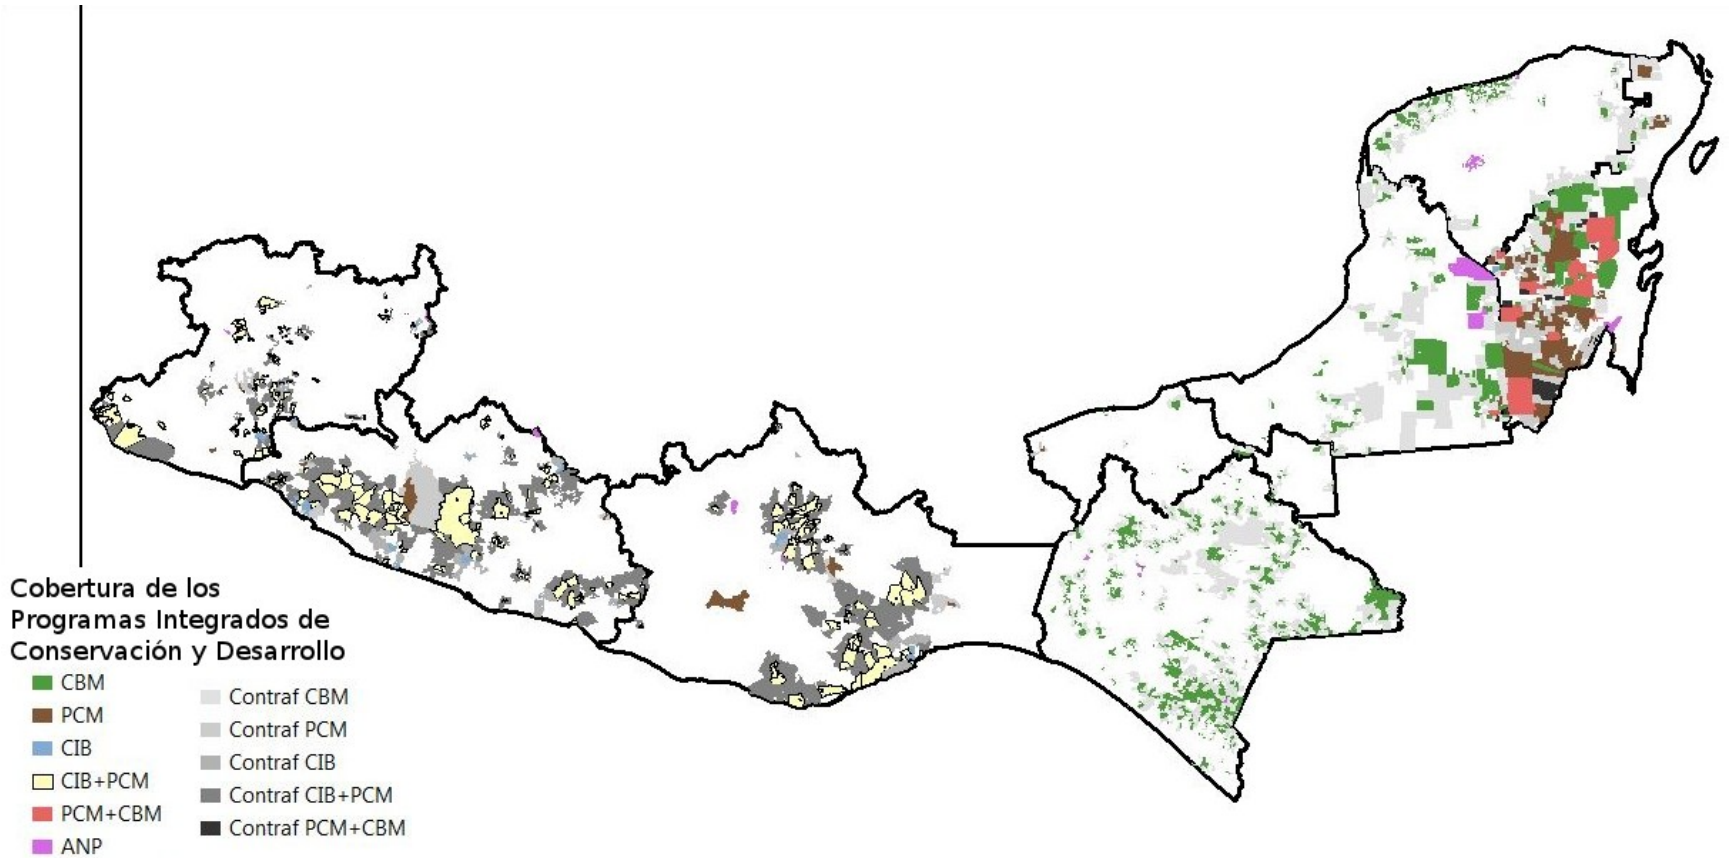 Cobertura de los
Programas Integrados de
Conservación y Desarrollo
CBM
PCM
CIB
CIB+PCM
PCM+CBM
ANP
Contraf CBM
Contraf PCM
Contraf CIB
Contraf CIB+PCM
Contraf PCM+CBM